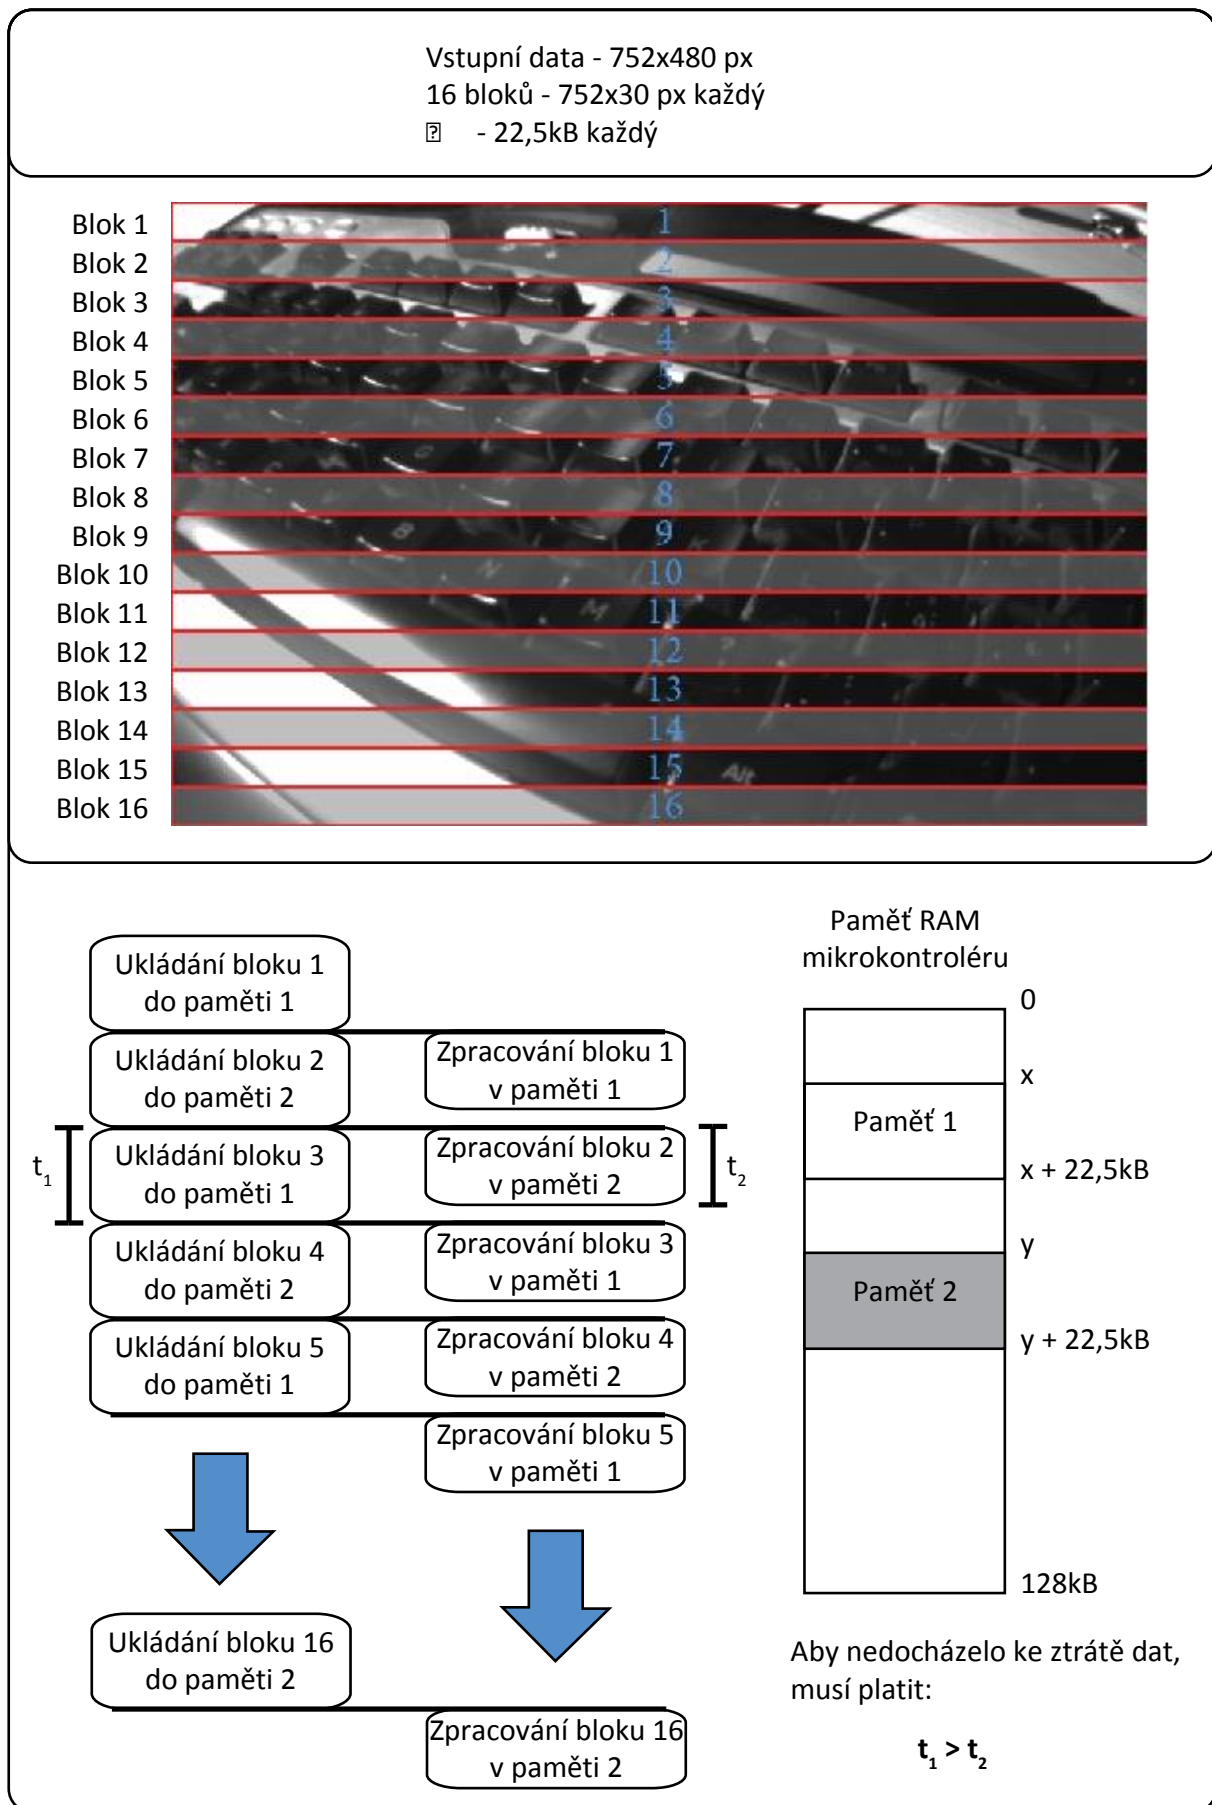 Vstupní data - 752x480 px
16 bloků - 752x30 px každý
- 22,5kB každý
Blok 1
Blok 2
Blok 3
Blok 4
Blok 5
Blok 6
Blok 7
Blok 8
Blok 9
Blok 10
Blok 11
Blok 12
Blok 13
Blok 14
Blok 15
Blok 16
1
2
3
4
5
6
7
8
9
10
11
12
13
14
15
16
B
N
M
K
Alt
Ukládání bloku 1
do paměti 1
Ukládání bloku 2
do paměti 2
Ukládání bloku 3
do paměti 1
Ukládání bloku 4
do paměti 2
Ukládání bloku 5
do paměti 1
Ukládání bloku 16
do paměti 2
t₁
Zpracování bloku 1
v paměti 1
Zpracování bloku 2
v paměti 2
Zpracování bloku 3
v paměti 1
Zpracování bloku 4
v paměti 2
Zpracování bloku 5
v paměti 1
Zpracování bloku 16
v paměti 2
t₂
Paměť RAM
mikrokontroléru
0
x
Paměť 1
x + 22,5kB
y
Paměť 2
y + 22,5kB
128kB
Aby nedocházelo ke ztrátě dat,
musí platit:
t₁ > t₂